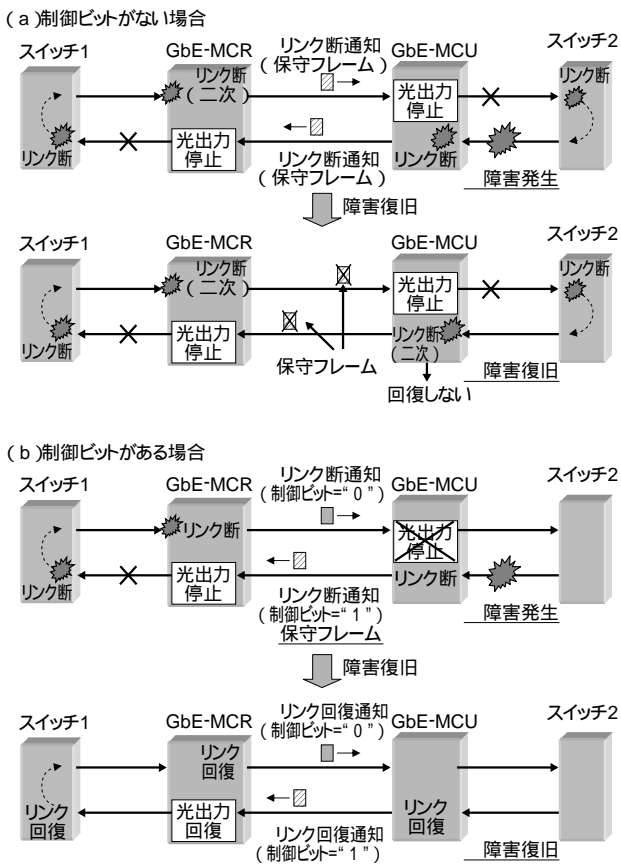 (a)制御ビットがない場合
スイッチ1
GbE-MCR
リンク断通知
(保守フレーム)
GbE-MCU
スイッチ2
リンク断
(二次)
光出力
停止
リンク断
リンク断
光出力
停止
リンク断
リンク断通知
(保守フレーム)
障害発生
障害復旧
スイッチ1
GbE-MCR
GbE-MCU
スイッチ2
リンク断
(二次)
光出力
停止
リンク断
リンク断
光出力
停止
保守フレーム
リンク断
(二次)
障害復旧
回復しない
(b)制御ビットがある場合
スイッチ1
GbE-MCR
リンク断通知
(制御ビット=“0”)
GbE-MCU
スイッチ2
リンク断
光出力
停止
リンク断
光出力
停止
リンク断
リンク断通知
(制御ビット=“1”)
保守フレーム
障害発生
障害復旧
スイッチ1
GbE-MCR
リンク回復通知
(制御ビット=“0”)
GbE-MCU
スイッチ2
リンク
回復
リンク
回復
光出力
回復
リンク
回復
リンク回復通知
(制御ビット=“1”)
障害復旧